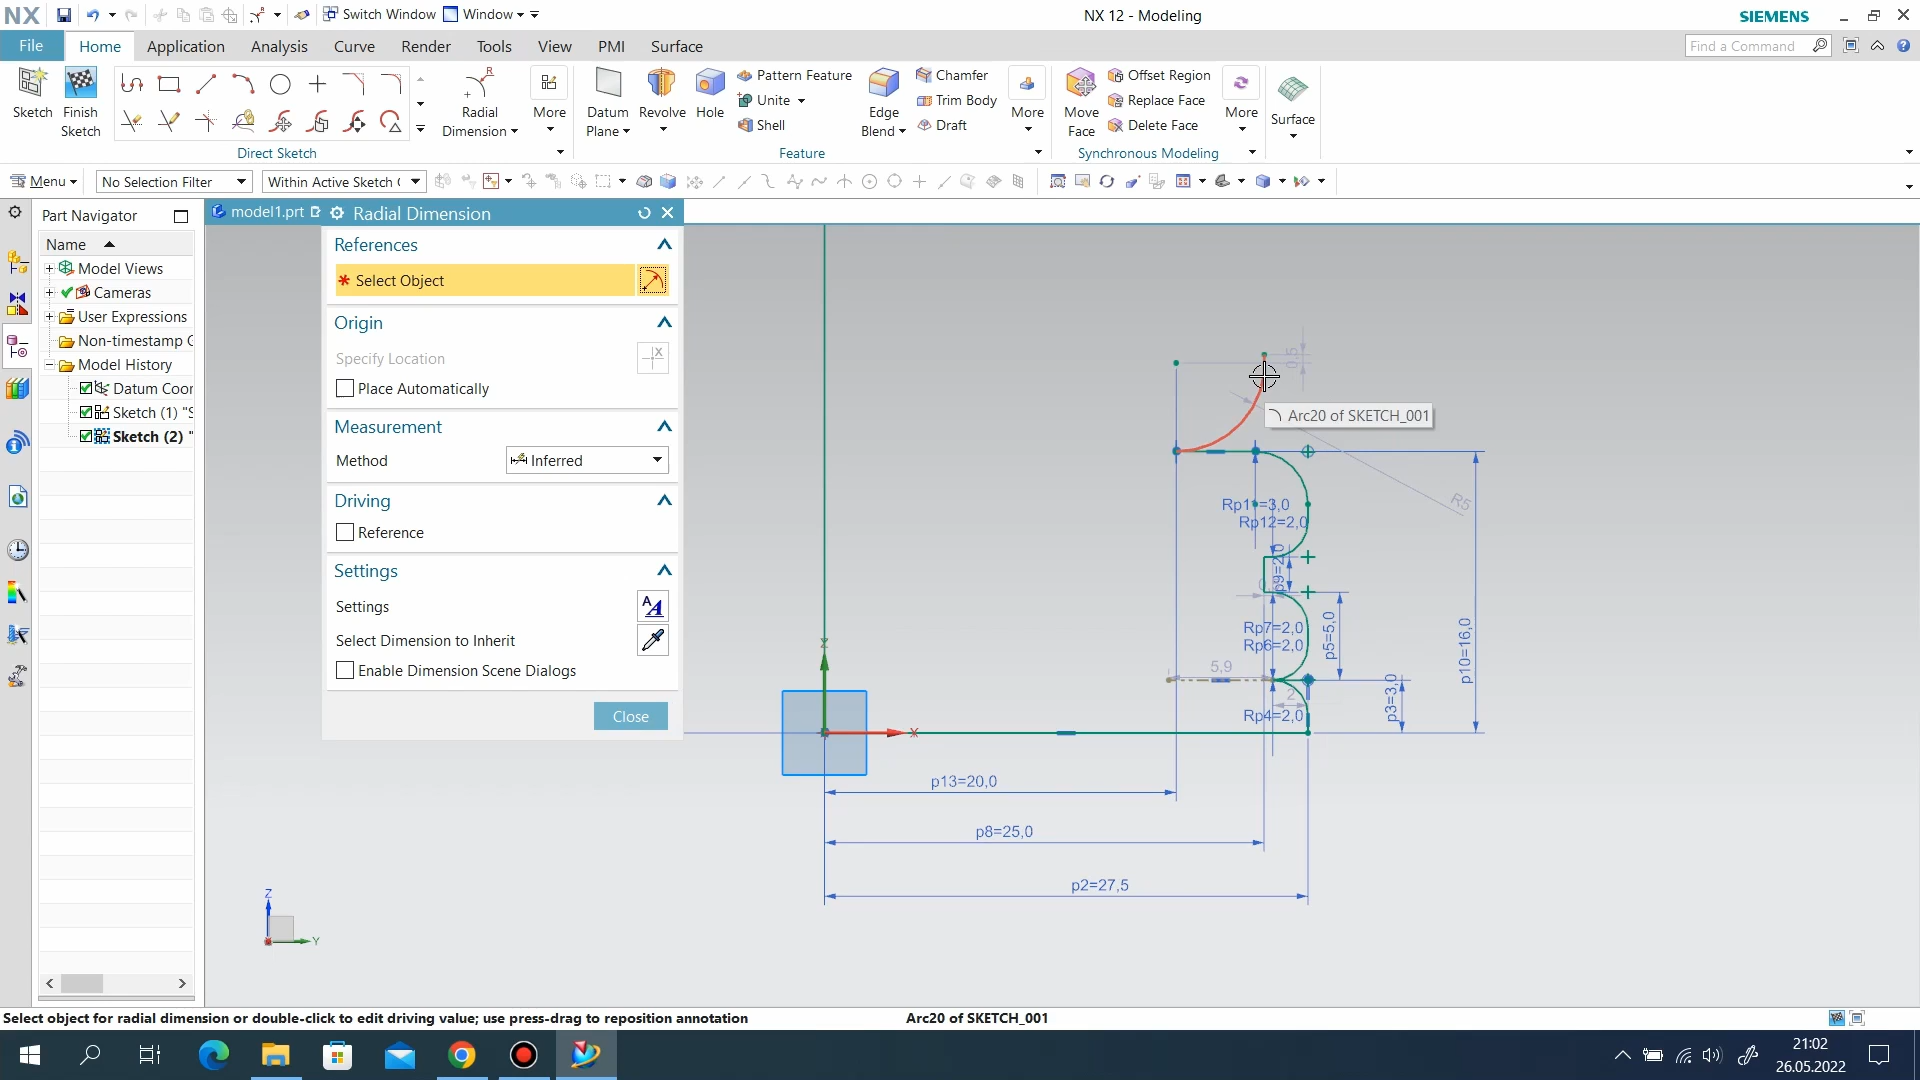 NX
Switch Window
Window
NX 12 - Modeling
SIEMENS
File
Home
Application
Analysis
Curve
Render
Tools
View
PMI
Surface
Find a Command
Sketch
Finish
Sketch
Direct Sketch
Radial
Dimension
More
Datum
Plane
Revolve
Hole
Pattern Feature
Unite
Shell
Edge
Blend
Chamfer
Trim Body
Draft
More
Feature
Move
Face
Offset Region
Replace Face
Delete Face
More
Synchronous Modeling
Surface
Menu
No Selection Filter
Within Active Sketch (
Part Navigator
Name
Model Views
Cameras
User Expressions
Non-timestamp G
Model History
Datum Coor
Sketch (1) "S
Sketch (2) "
model1.prt
Radial Dimension
References
* Select Object
Origin
Specify Location
Place Automatically
Measurement
Method
Inferred
Driving
Reference
Settings
Settings
Select Dimension to Inherit
Enable Dimension Scene Dialogs
Close
0,5
Arc20 of SKETCH_001
R5
Rp11=3,0
Rp12=2,0
p9=2,0
Rp7=2,0
Rp6=2,0
p5=5,0
p10=16,0
5,9
2
Rp4=2,0
p3=3,0
Z
X
p13=20,0
p8=25,0
p2=27,5
Z
Y
Select object for radial dimension or double-click to edit driving value; use press-drag to reposition annotation
Arc20 of SKETCH_001
21:02
26.05.2022